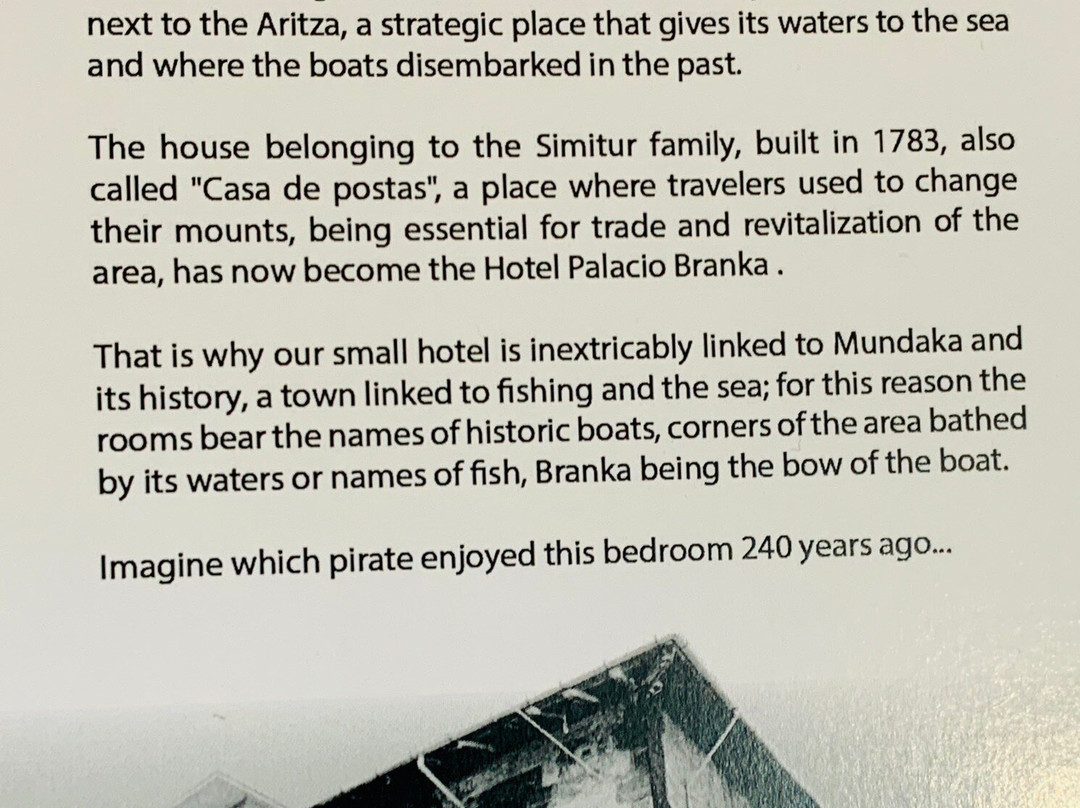 next to the Aritza, a strategic place that gives its waters to the sea
and where the boats disembarked in the past.
The house belonging to the Simitur family, built in 1783, also
called "Casa de postas", a place where travelers used to change
their mounts, being essential for trade and revitalization of the
area, has now become the Hotel Palacio Branka .
That is why our small hotel is inextricably linked to Mundaka and
its history, a town linked to fishing and the sea; for this reason the
rooms bear the names of historic boats, corners of the area bathed
by its waters or names of fish, Branka being the bow of the boat.
Imagine which pirate enjoyed this bedroom 240 years ago...